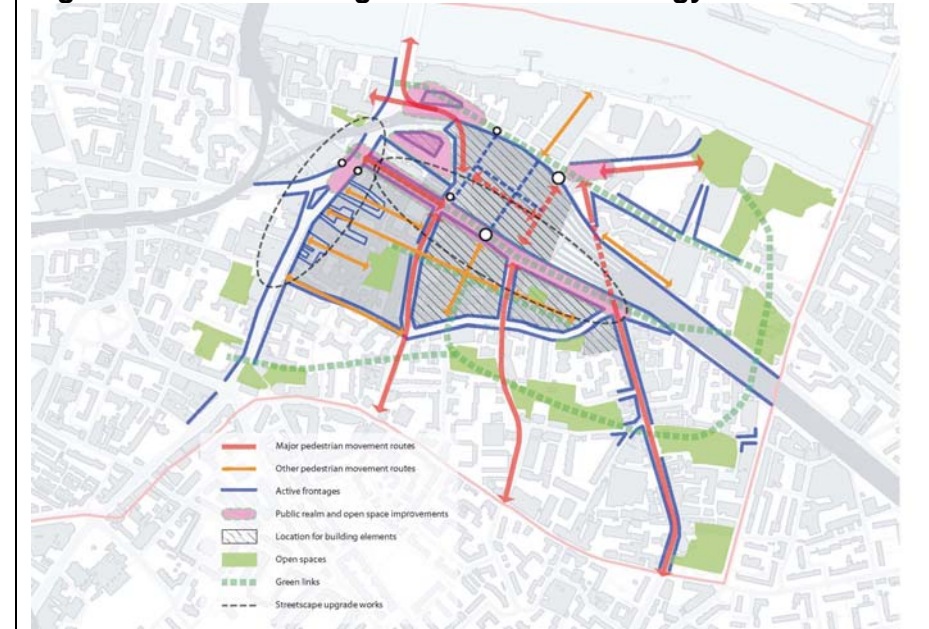 Major pedestrian movement routes
Other pedestrian movement routes
Active frontages
Public realm and open space improvements
Location for building elements
Open spaces
Green links
Streetscape upgrade works